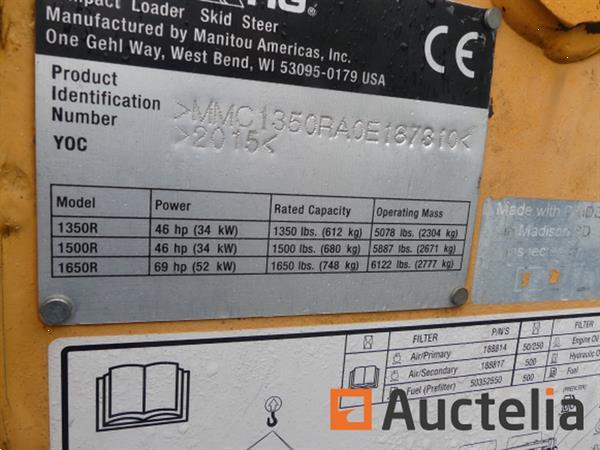 NG®
Compact Loader Skid Steer
Manufactured by Manitou Americas, Inc.
One Gehl Way, West Bend, WI 53095-0179 USA
CE
Product
Identification
Number >MMC1350RA0E187310<
YOC >2015<
Model Power Rated Capacity Operating Mass
1350R 46 hp (34 kW) 1350 lbs. (612 kg) 5078 lbs. (2304 kg)
1500R 46 hp (34 kW) 1500 lbs. (680 kg) 5887 lbs. (2671 kg)
1650R 69 hp (52 kW) 1650 lbs. (748 kg) 6122 lbs. (2777 kg)
Made with
in Madison
FILTER P/N'S FILTER
Air/Primary 188814 50/250 Engine Oil
Air/Secondary 188817 500 Hydraulic
Fuel (Prefilter) 50352550 500 Fuel
Auctelia